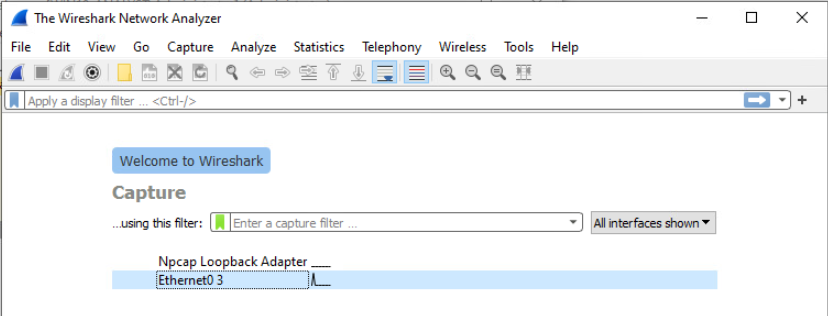 The Wireshark Network Analyzer
File Edit View Go Capture Analyze Statistics Telephony Wireless Tools Help
Apply a display filter ... <Ctrl-/>
Welcome to Wireshark
Capture
...using this filter: Enter a capture filter ... All interfaces shown
Npcap Loopback Adapter
Ethernet0 3